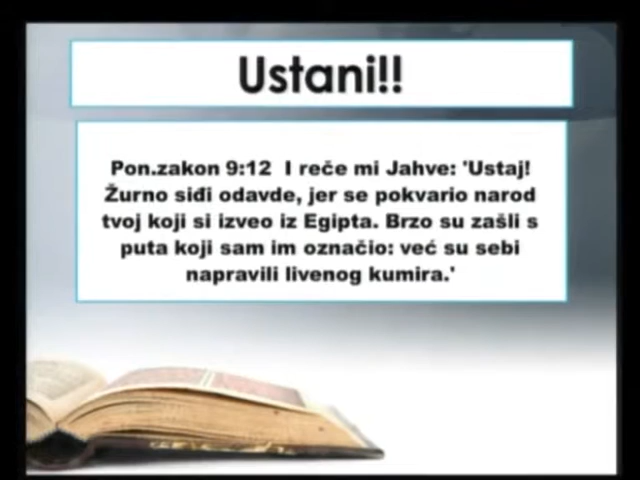 Ustani!!
Pon.zakon 9:12 I reče mi Jahve: 'Ustaj!
Žurno siđi odavde, jer se pokvario narod
tvoj koji si izveo iz Egipta. Brzo su zašli s
puta koji sam im označio: već su sebi
napravili livenog kumira.'